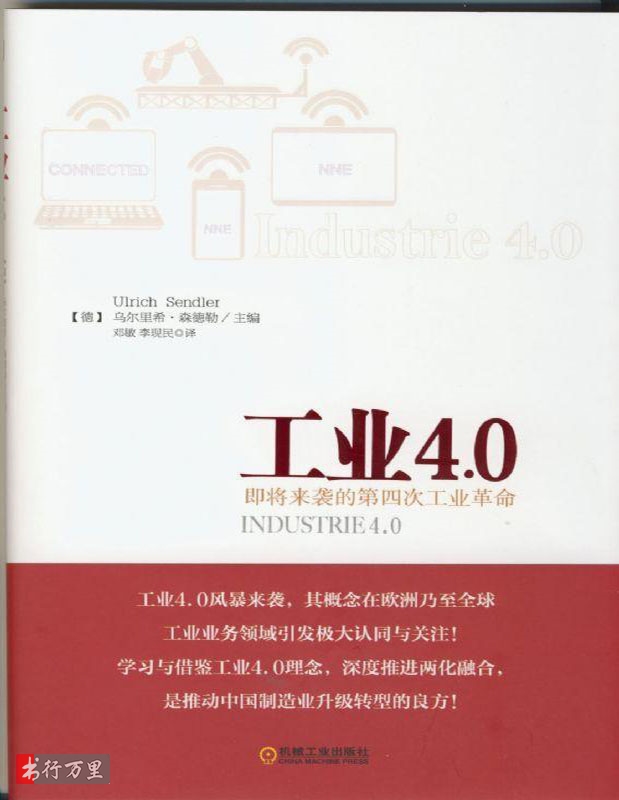 CONNECTED
NNE
NNE
Industrie 4.0
Ulrich Sendler
【德】 乌尔里希·森德勒／主编
邓敏 李现民◎译
工业4.0
即将来袭的第四次工业革命
INDUSTRIE 4.0
工业4.0风暴来袭，其概念在欧洲乃至全球
工业业务领域引发极大认同与关注！
学习与借鉴工业4.0理念，深度推进两化融合，
是推动中国制造业升级转型的良方！
机械工业出版社
CHINA MACHINE PRESS
书行万里